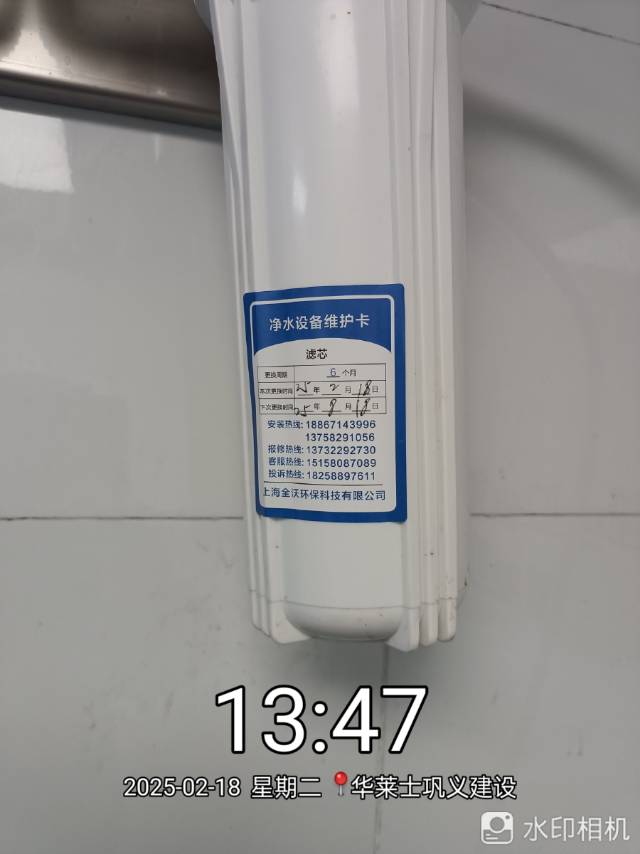 净水设备维护卡
滤芯
更换周期 6 个月
本次更换时间 25 年 2 月 18 日
下次更换时间 25 年 8 月 18 日
安装热线: 18867143996
13758291056
报修热线: 13732292730
客服热线: 15158087089
投诉热线: 18258897611
上海全沃环保科技有限公司
13:47
2025-02-18 星期二 华莱士巩义建设
水印相机